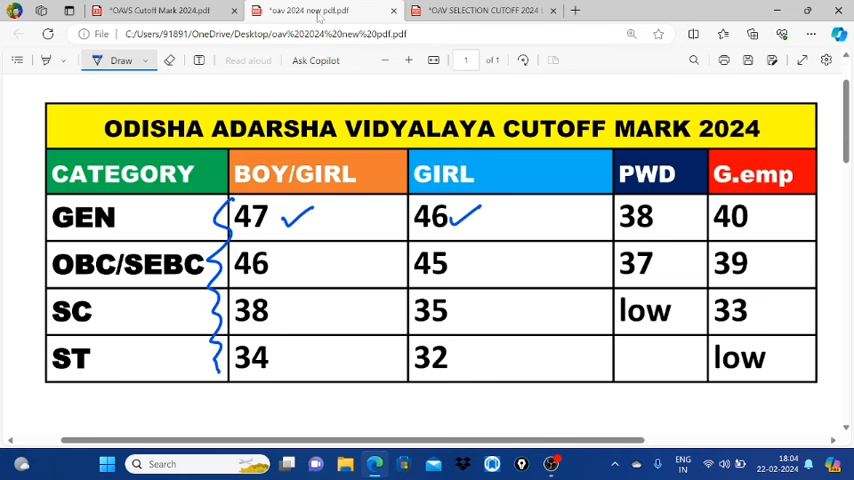 *OAVS Cutoff Mark 2024.pdf
*oav 2024 new pdf.pdf
*OAV SELECTION CUTOFF 2024
File
C:/Users/91891/OneDrive/Desktop/oav%202024%20new%20pdf.pdf
Draw
Read aloud
Ask Copilot
1 of 1
ODISHA ADARSHA VIDYALAYA CUTOFF MARK 2024
CATEGORY BOY/GIRL GIRL PWD G.emp
GEN 47 46 38 40
OBC/SEBC 46 45 37 39
SC 38 35 low 33
ST 34 32 low
Search
ENG
IN
18:04
22-02-2024